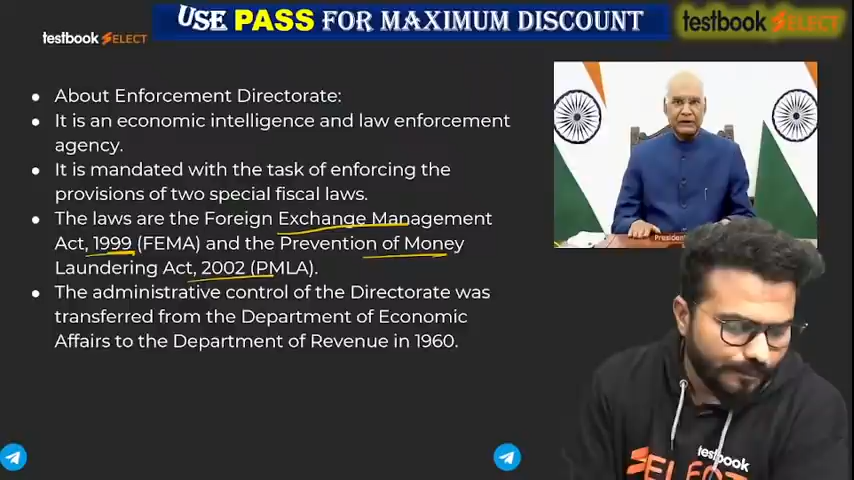 USE PASS FOR MAXIMUM DISCOUNT
testbook SELECT
testbook SELECT
• About Enforcement Directorate:
• It is an economic intelligence and law enforcement
agency.
• It is mandated with the task of enforcing the
provisions of two special fiscal laws.
• The laws are the Foreign Exchange Management
Act, 1999 (FEMA) and the Prevention of Money
Laundering Act, 2002 (PMLA).
• The administrative control of the Directorate was
transferred from the Department of Economic
Affairs to the Department of Revenue in 1960.
President
testbook
SELECT